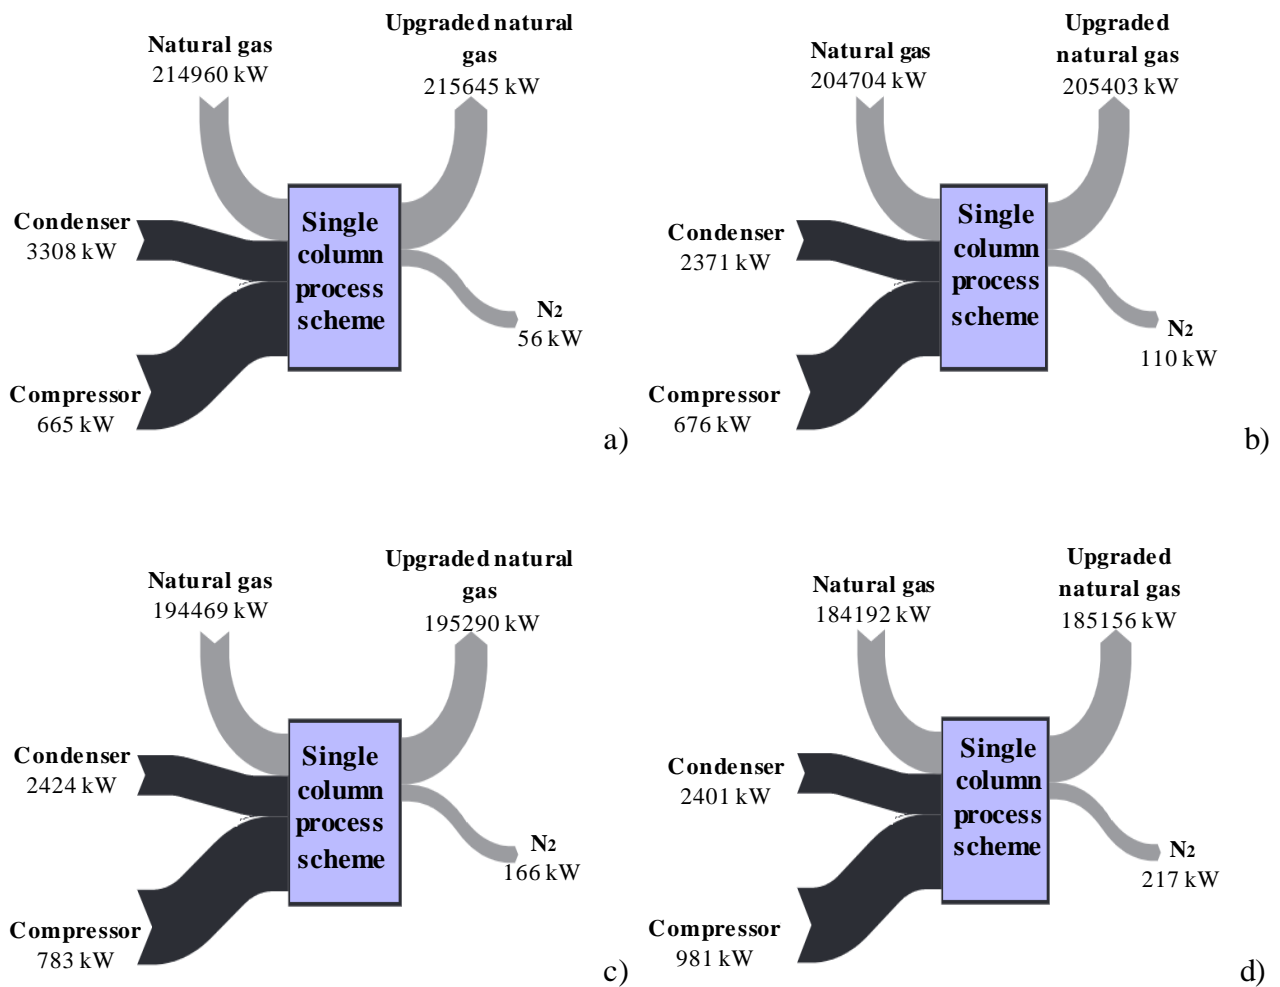 Natural gas
214960 kW
Upgraded natural
gas
215645 kW
Condenser
3308 kW
Single
column
process
scheme
N2
56 kW
Compressor
665 kW
a)
Natural gas
204704 kW
Upgraded
natural gas
205403 kW
Condenser
2371 kW
Single
column
process
scheme
N2
110 kW
Compressor
676 kW
b)
Natural gas
194469 kW
Upgraded natural
gas
195290 kW
Condenser
2424 kW
Single
column
process
scheme
N2
166 kW
Compressor
783 kW
c)
Natural gas
184192 kW
Upgraded
natural gas
185156 kW
Condenser
2401 kW
Single
column
process
scheme
N2
217 kW
Compressor
981 kW
d)